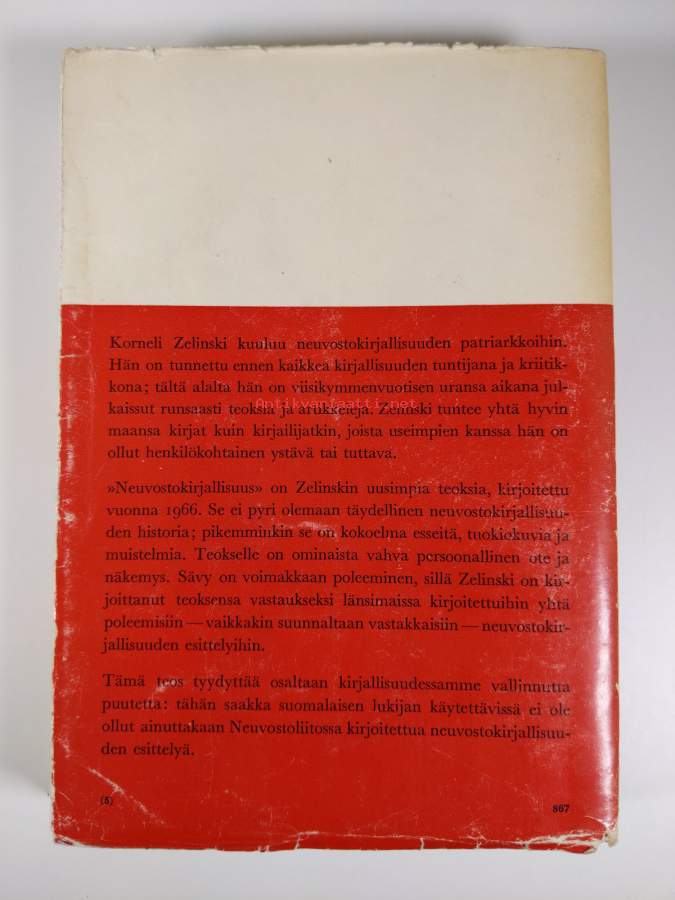 Korneli Zelinski kuuluu neuvostokirjallisuuden patriarkkoihin.
Hän on tunnettu ennen kaikkea kirjallisuuden tuntijana ja kriitik-
kona; tältä alalta hän on viisikymmenvuotisen uransa aikana jul-
kaissut runsaasti teoksia ja artikkeleja. Zelinski tuntee yhtä hyvin
Antikvariaatti.net
maansa kirjat kuin kirjailijatkin, joista useimpien kanssa hän on
ollut henkilökohtainen ystävä tai tuttava.
»Neuvostokirjallisuus» on Zelinskin uusimpia teoksia, kirjoitettu
vuonna 1966. Se ei pyri olemaan täydellinen neuvostokirjallisuu-
den historia; pikemminkin se on kokoelma esseitä, tuokiokuvia ja
muistelmia. Teokselle on ominaista vahva persoonallinen ote ja
näkemys. Sävy on voimakkaan poleeminen, sillä Zelinski on kir-
joittanut teoksensa vastaukseksi länsimaissa kirjoitettuihin yhtä
poleemisiin — vaikkakin suunnaltaan vastakkaisiin — neuvostokir-
jallisuuden esittelyihin.
Tämä teos tyydyttää osaltaan kirjallisuudessamme vallinnutta
puutetta: tähän saakka suomalaisen lukijan käytettävissä ei ole
ollut ainuttakaan Neuvostoliitossa kirjoitettua neuvostokirjallisuu-
den esittelyä.
(5)
867